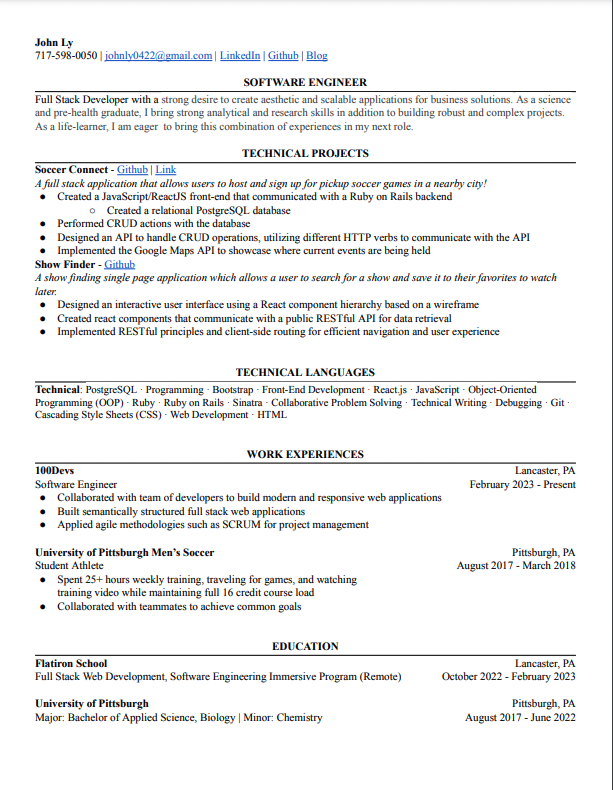 John Ly
717-598-0050 | johnly0422@gmail.com | LinkedIn | Github | Blog
SOFTWARE ENGINEER
Full Stack Developer with a strong desire to create aesthetic and scalable applications for business solutions. As a science
and pre-health graduate, I bring strong analytical and research skills in addition to building robust and complex projects.
As a life-learner, I am eager to bring this combination of experiences in my next role.
TECHNICAL PROJECTS
Soccer Connect - Github | Link
A full stack application that allows users to host and sign up for pickup soccer games in a nearby city!
● Created a JavaScript/ReactJS front-end that communicated with a Ruby on Rails backend
○ Created a relational PostgreSQL database
● Performed CRUD actions with the database
● Designed an API to handle CRUD operations, utilizing different HTTP verbs to communicate with the API
● Implemented the Google Maps API to showcase where current events are being held
Show Finder - Github
A show finding single page application which allows a user to search for a show and save it to their favorites to watch
later.
● Designed an interactive user interface using a React component hierarchy based on a wireframe
● Created react components that communicate with a public RESTful API for data retrieval
● Implemented RESTful principles and client-side routing for efficient navigation and user experience
TECHNICAL LANGUAGES
Technical: PostgreSQL · Programming · Bootstrap · Front-End Development · React.js · JavaScript · Object-Oriented
Programming (OOP) · Ruby · Ruby on Rails · Sinatra · Collaborative Problem Solving · Technical Writing · Debugging · Git ·
Cascading Style Sheets (CSS) · Web Development · HTML
WORK EXPERIENCES
100Devs Lancaster, PA
Software Engineer February 2023 - Present
● Collaborated with team of developers to build modern and responsive web applications
● Built semantically structured full stack web applications
● Applied agile methodologies such as SCRUM for project management
University of Pittsburgh Men's Soccer Pittsburgh, PA
Student Athlete August 2017 - March 2018
● Spent 25+ hours weekly training, traveling for games, and watching
training video while maintaining full 16 credit course load
● Collaborated with teammates to achieve common goals
EDUCATION
Flatiron School Lancaster, PA
Full Stack Web Development, Software Engineering Immersive Program (Remote) October 2022 - February 2023
University of Pittsburgh Pittsburgh, PA
Major: Bachelor of Applied Science, Biology | Minor: Chemistry August 2017 - June 2022